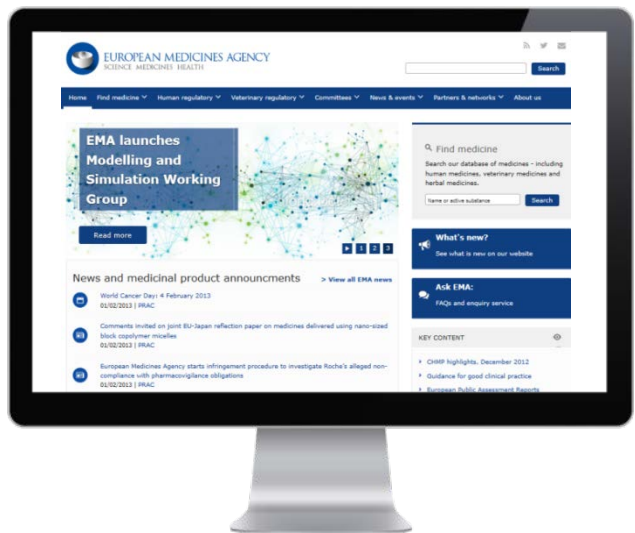 EUROPEAN MEDICINES AGENCY
SCIENCE MEDICINES HEALTH
Search
Home Find medicine Human regulatory Veterinary regulatory Committees News & events Partners & networks About us
EMA launches
Modelling and
Simulation Working
Group
Read more
1 2 3
Find medicine
Search our database of medicines - including
human medicines, veterinary medicines and
herbal medicines.
Name or active substance Search
What's new?
See what is new on our website
Ask EMA:
FAQs and enquiry service
News and medicinal product announcments > View all EMA news
World Cancer Day: 4 February 2013
01/02/2013 | PRAC
Comments invited on joint EU-Japan reflection paper on medicines delivered using nano-sized
block copolymer micelles
01/02/2013 | PRAC
European Medicines Agency starts infringement procedure to investigate Roche's alleged non-
compliance with pharmacovigilance obligations
01/02/2013 | PRAC
KEY CONTENT
CHMP highlights, December 2012
Guidance for good clinical practice
European Public Assessment Reports